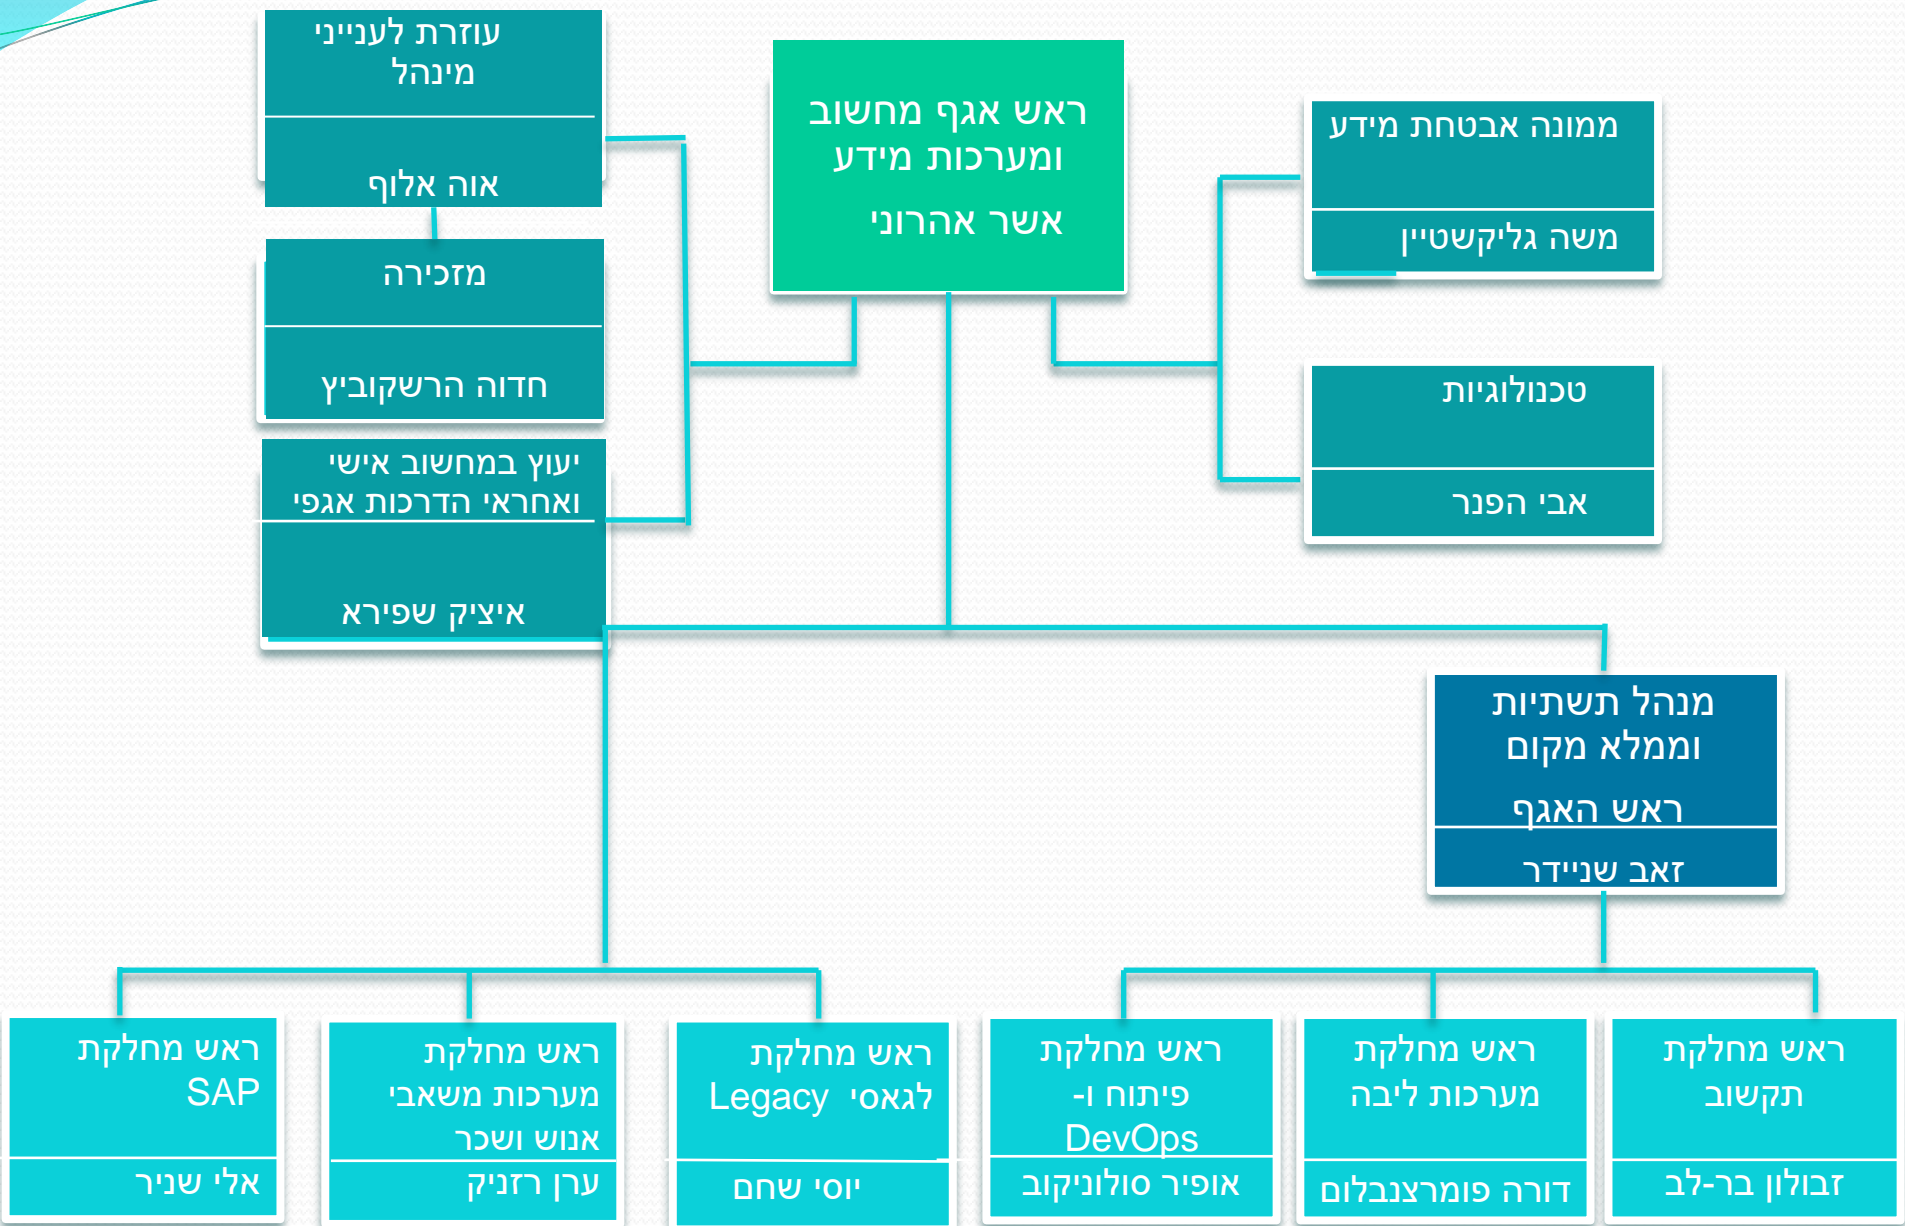 ראש אגף מחשוב
ומערכות מידע
אשר אהרוני
ממונה אבטחת מידע
משה גליקשטיין
טכנולוגיות
אבי הפנר
עוזרת לענייני
מינהל
אוה אלוף
מזכירה
חדוה הרשקוביץ
יעוץ במחשוב אישי
ואחראי הדרכות אגפי
איציק שפירא
מנהל תשתיות
וממלא מקום
ראש האגף
זאב שניידר
ראש מחלקת
תקשוב
זבולון בר-לב
ראש מחלקת
מערכות ליבה
דורה פומרצנבלום
ראש מחלקת
פיתוח ו-
DevOps
אופיר סולוניקוב
ראש מחלקת
לגאסי Legacy
יוסי שחם
ראש מחלקת
מערכות משאבי
אנוש ושכר
ערן רזניק
ראש מחלקת
SAP
אלי שניר